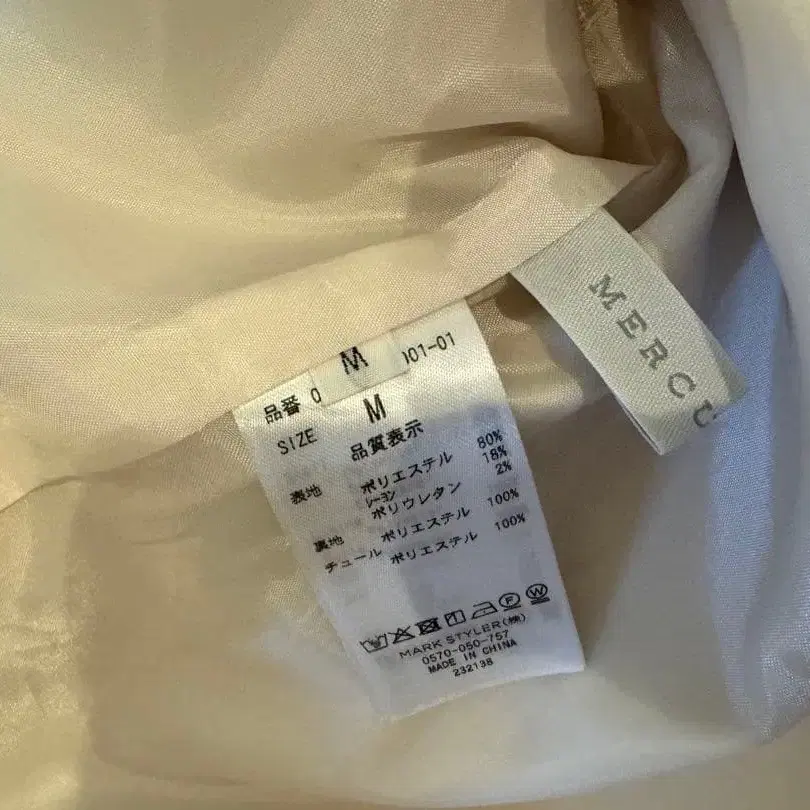 MERCU
M
品番 0 01-01
SIZE M
品質表示
表地 ポリエステル 80%
レーヨン 18%
ポリウレタン 2%
裏地 ポリエステル 100%
チュール ポリエステル 100%
F W
MARK STYLER(株)
0570-050-757
MADE IN CHINA
232138